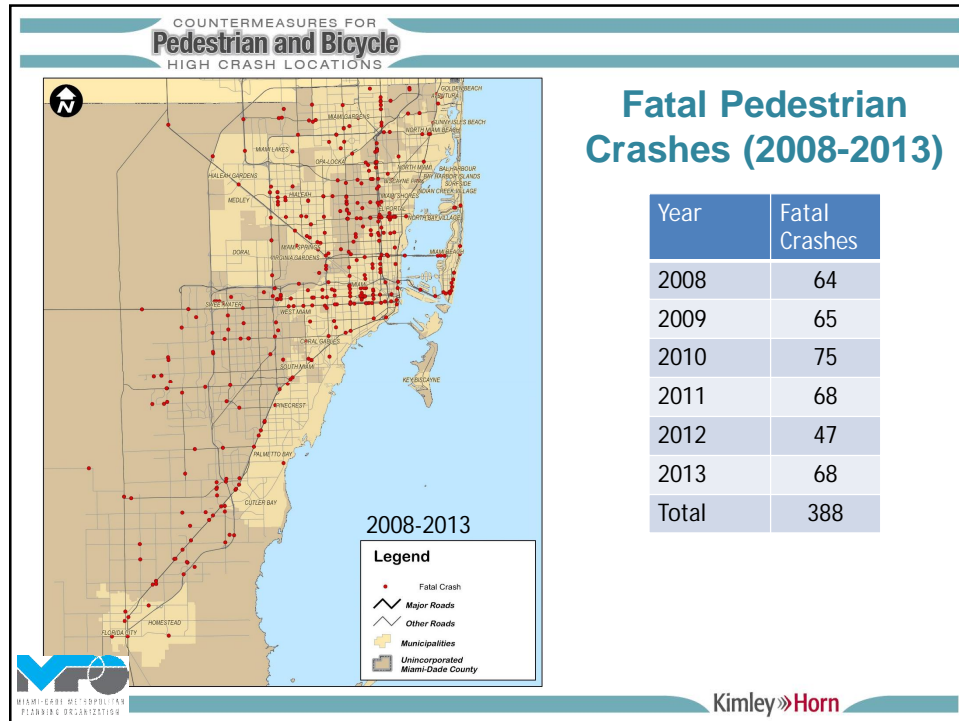 COUNTERMEASURES FOR
Pedestrian and Bicycle
HIGH CRASH LOCATIONS
Fatal Pedestrian
Crashes (2008-2013)
Year Fatal Crashes
2008 64
2009 65
2010 75
2011 68
2012 47
2013 68
Total 388
N
GOLDEN BEACH
AVENTURA
MIAMI GARDENS
SUNNY ISLES BEACH
NORTH MIAMI BEACH
MIAMI LAKES
OPA-LOCKA
NORTH MIAMI
BAL HARBOUR
BAY HARBOR ISLANDS
SURFSIDE
INDIAN CREEK VILLAGE
HIALEAH GARDENS
BISCAYNE PARK
HIALEAH
MIAMI SHORES
MEDLEY
EL PORTAL
NORTH BAY VILLAGE
MIAMI SPRINGS
VIRGINIA GARDENS
DORAL
MIAMI BEACH
MIAMI
SWEETWATER
WEST MIAMI
CORAL GABLES
SOUTH MIAMI
KEY BISCAYNE
PINECREST
PALMETTO BAY
CUTLER BAY
HOMESTEAD
FLORIDA CITY
2008-2013
Legend
Fatal Crash
Major Roads
Other Roads
Municipalities
Unincorporated
Miami-Dade County
MPO
MIAMI-DADE METROPOLITAN
PLANNING ORGANIZATION
Kimley»Horn